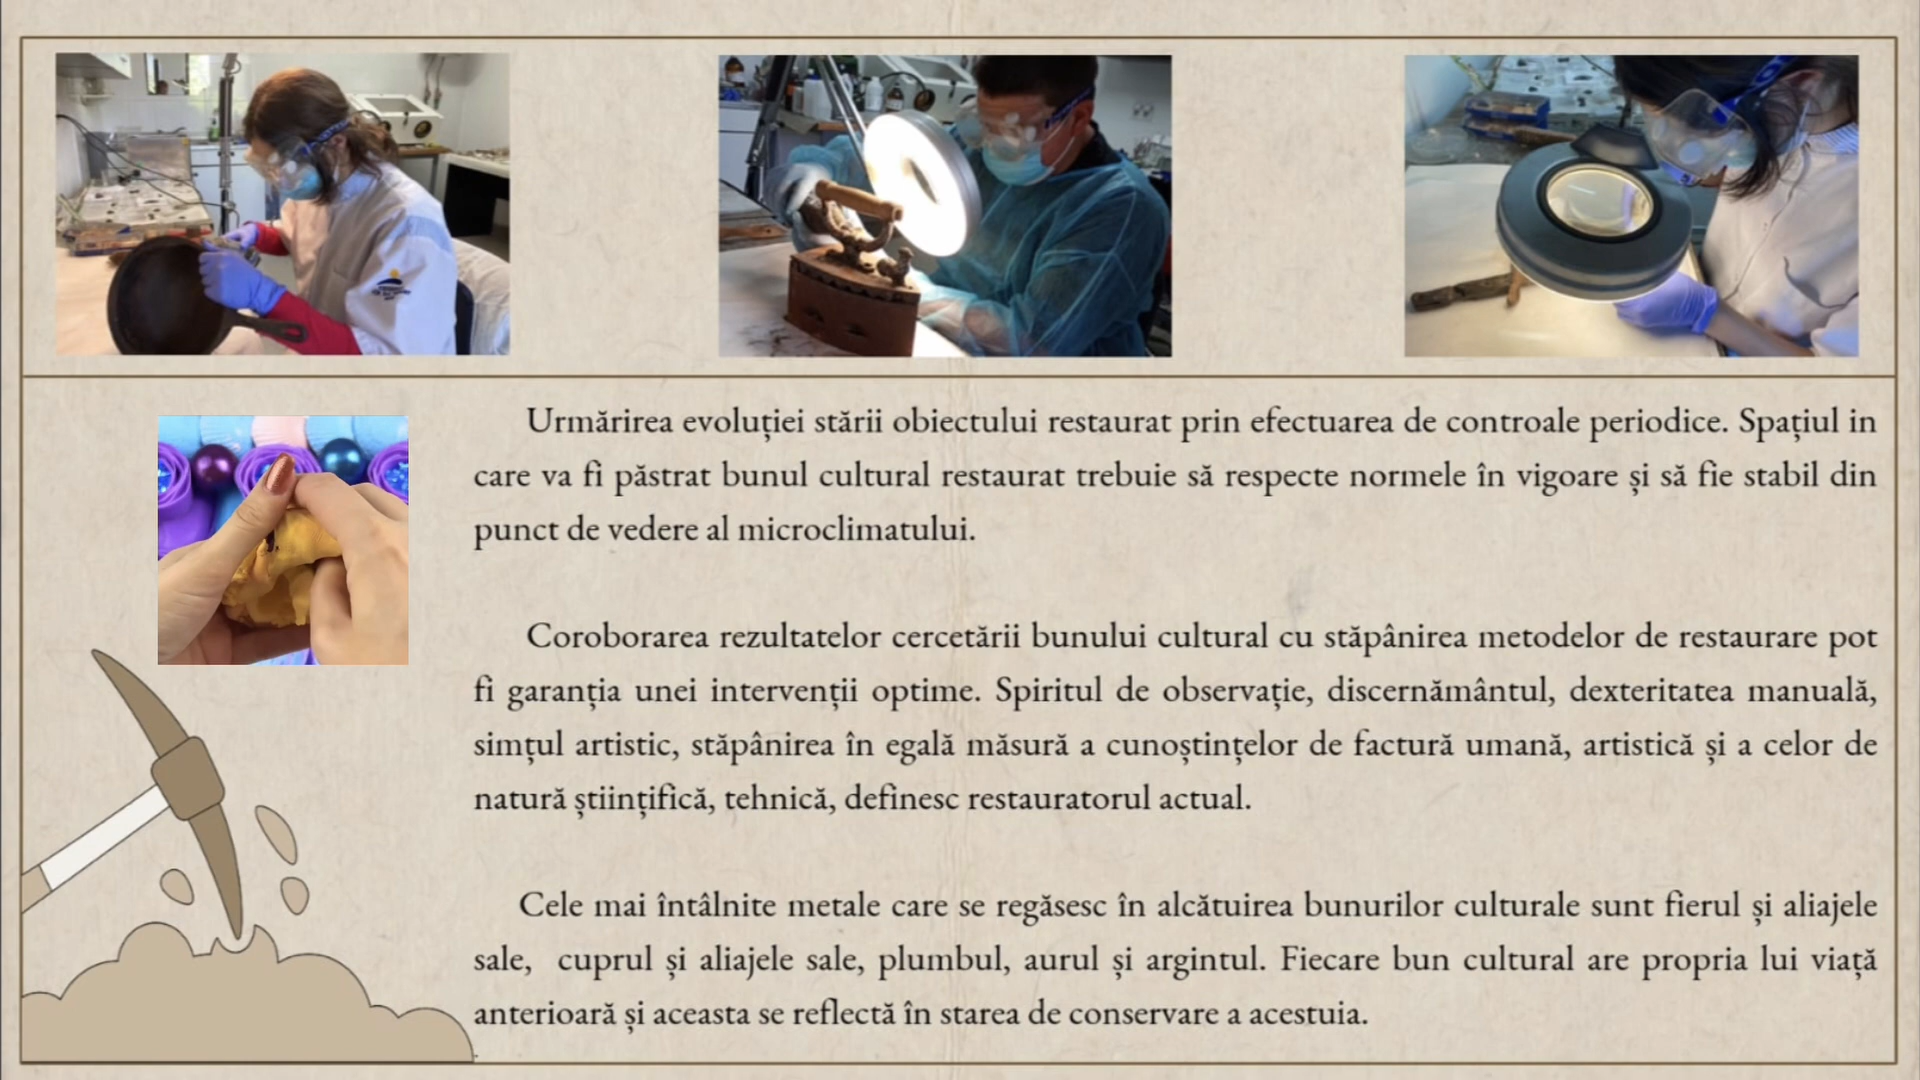 Urmărirea evoluției stării obiectului restaurat prin efectuarea de controale periodice. Spațiul in
care va fi păstrat bunul cultural restaurat trebuie să respecte normele în vigoare și să fie stabil din
punct de vedere al microclimatului.
Coroborarea rezultatelor cercetării bunului cultural cu stăpânirea metodelor de restaurare pot
fi garanția unei intervenții optime. Spiritul de observație, discernământul, dexteritatea manuală,
simțul artistic, stăpânirea în egală măsură a cunoștințelor de factură umană, artistică și a celor de
natură științifică, tehnică, definesc restauratorul actual.
Cele mai întâlnite metale care se regăsesc în alcătuirea bunurilor culturale sunt fierul și aliajele
sale, cuprul și aliajele sale, plumbul, aurul și argintul. Fiecare bun cultural are propria lui viață
anterioară și aceasta se reflectă în starea de conservare a acestuia.